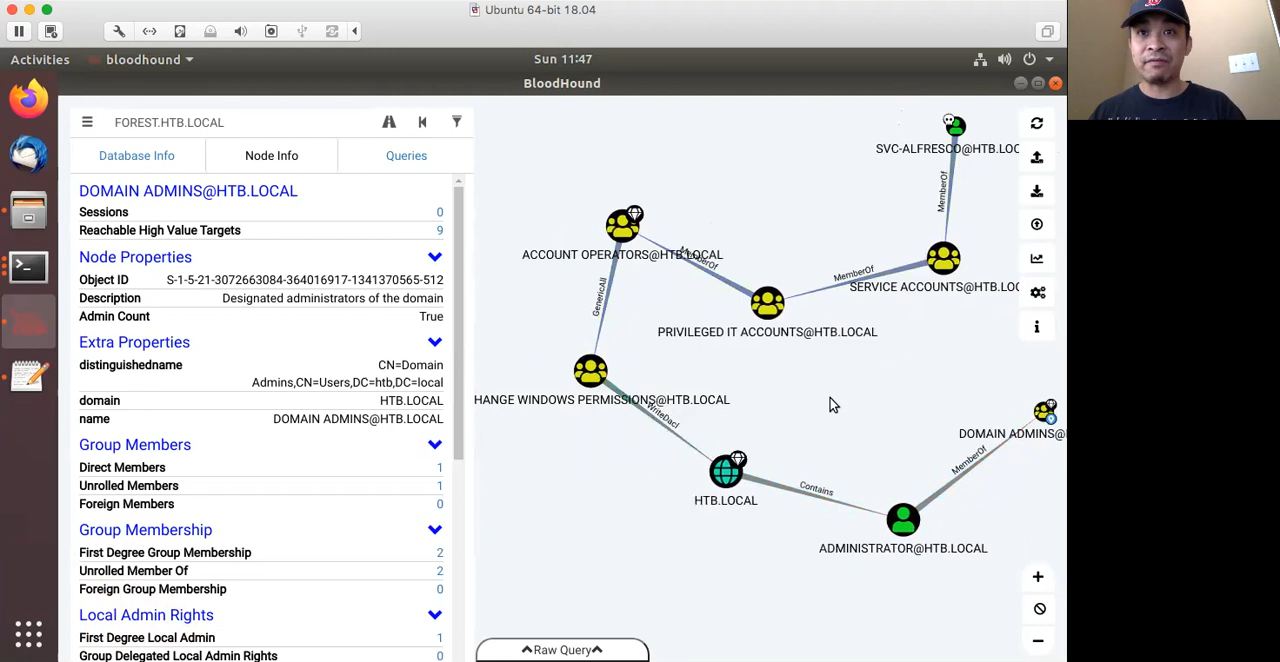 Ubuntu 64-bit 18.04
Activities
bloodhound
Sun 11:47
BloodHound
FOREST.HTB.LOCAL
Database Info
Node Info
Queries
DOMAIN ADMINS@HTB.LOCAL
Sessions 0
Reachable High Value Targets 9
Node Properties
Object ID S-1-5-21-3072663084-364016917-1341370565-512
Description Designated administrators of the domain
Admin Count True
Extra Properties
distinguishedname CN=Domain
Admins,CN=Users,DC=htb,DC=local
domain HTB.LOCAL
name DOMAIN ADMINS@HTB.LOCAL
Group Members
Direct Members 1
Unrolled Members 1
Foreign Members 0
Group Membership
First Degree Group Membership 2
Unrolled Member Of 2
Foreign Group Membership 0
Local Admin Rights
First Degree Local Admin 1
Group Delegated Local Admin Rights 0
SVC-ALFRESCO@HTB.LOC
MemberOf
ACCOUNT OPERATORS@HTB.LOCAL
MemberOf
MemberOf
SERVICE ACCOUNTS@HTB.LOC
GenericAll
PRIVILEGED IT ACCOUNTS@HTB.LOCAL
HANGE WINDOWS PERMISSIONS@HTB.LOCAL
WriteDacl
DOMAIN ADMINS@H
MemberOf
HTB.LOCAL
Contains
ADMINISTRATOR@HTB.LOCAL
Raw Query